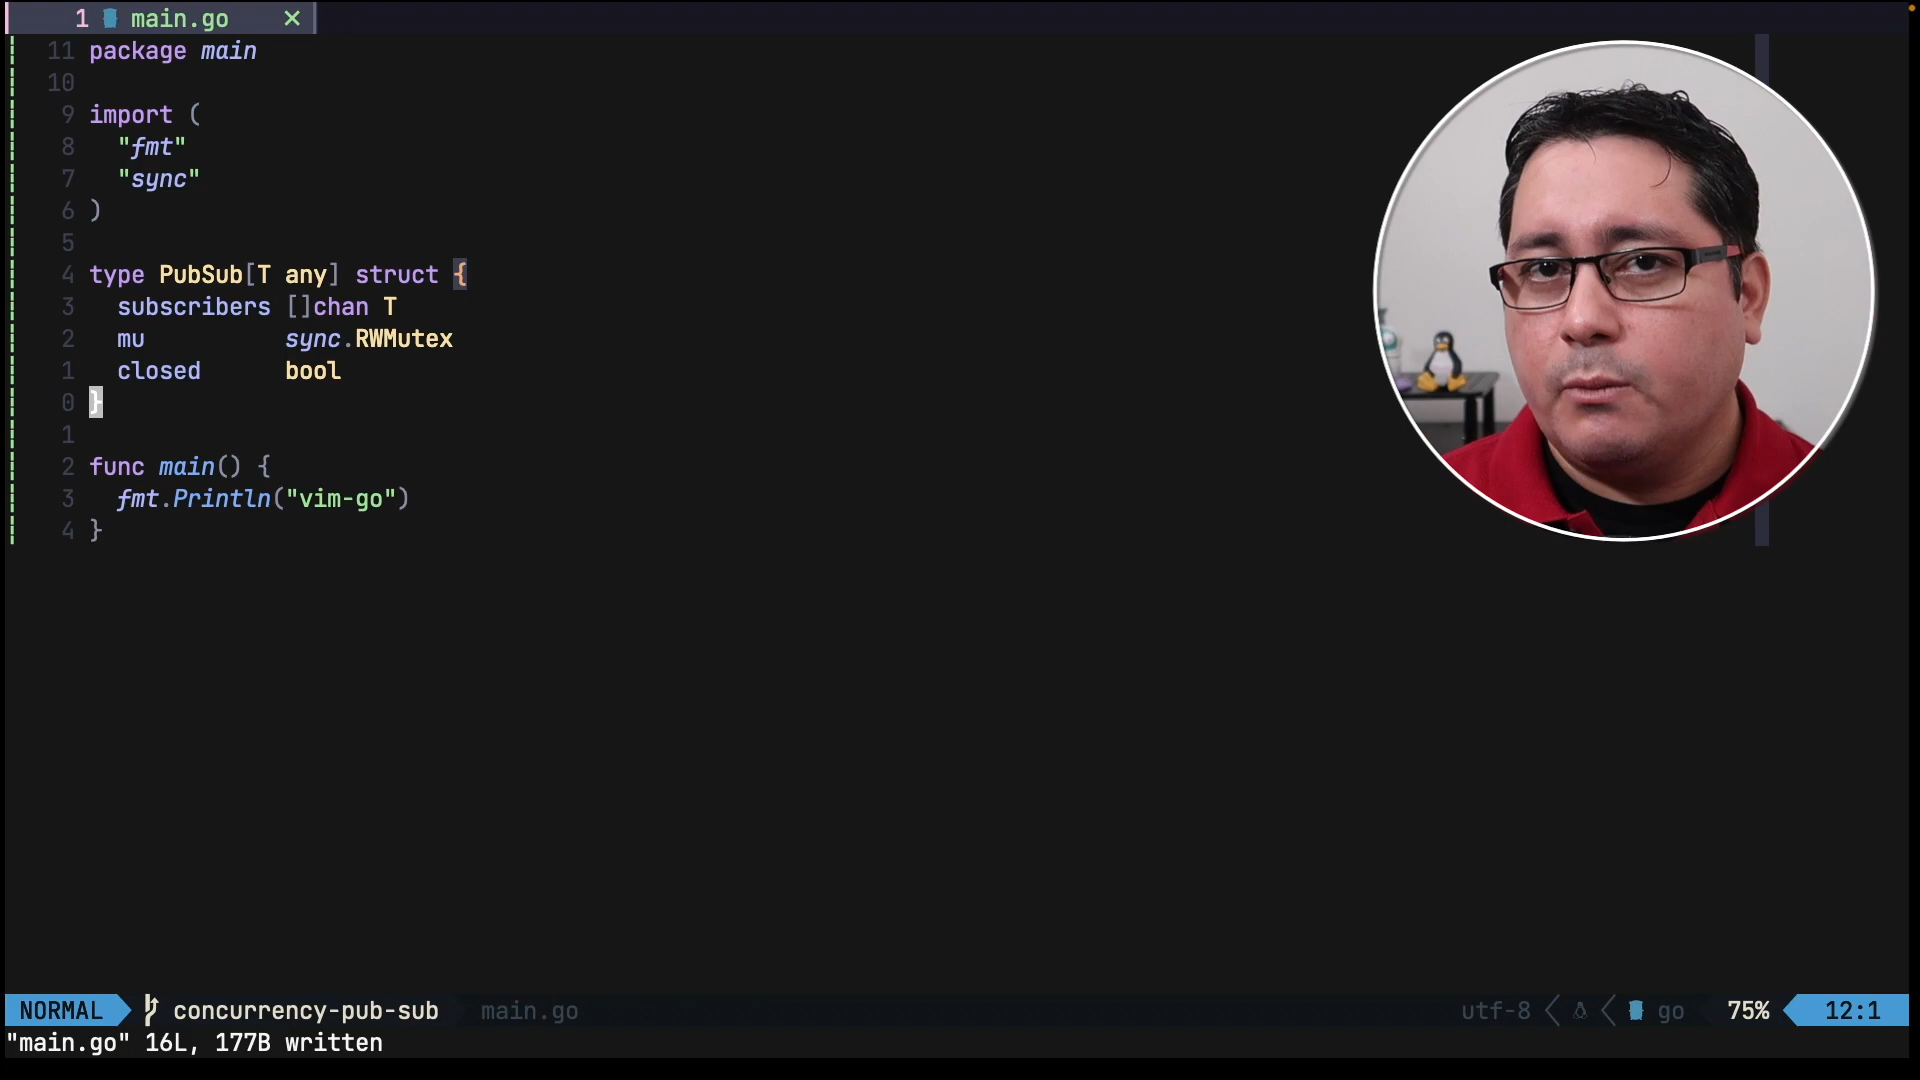 1 main.go ✕
11 package main
10
9 import (
8 "fmt"
7 "sync"
6 )
5
4 type PubSub[T any] struct {
3 subscribers []chan T
2 mu sync.RWMutex
1 closed bool
0 }
1
2 func main() {
3 fmt.Println("vim-go")
4 }
NORMAL concurrency-pub-sub main.go utf-8 go 75% 12:1
"main.go" 16L, 177B written